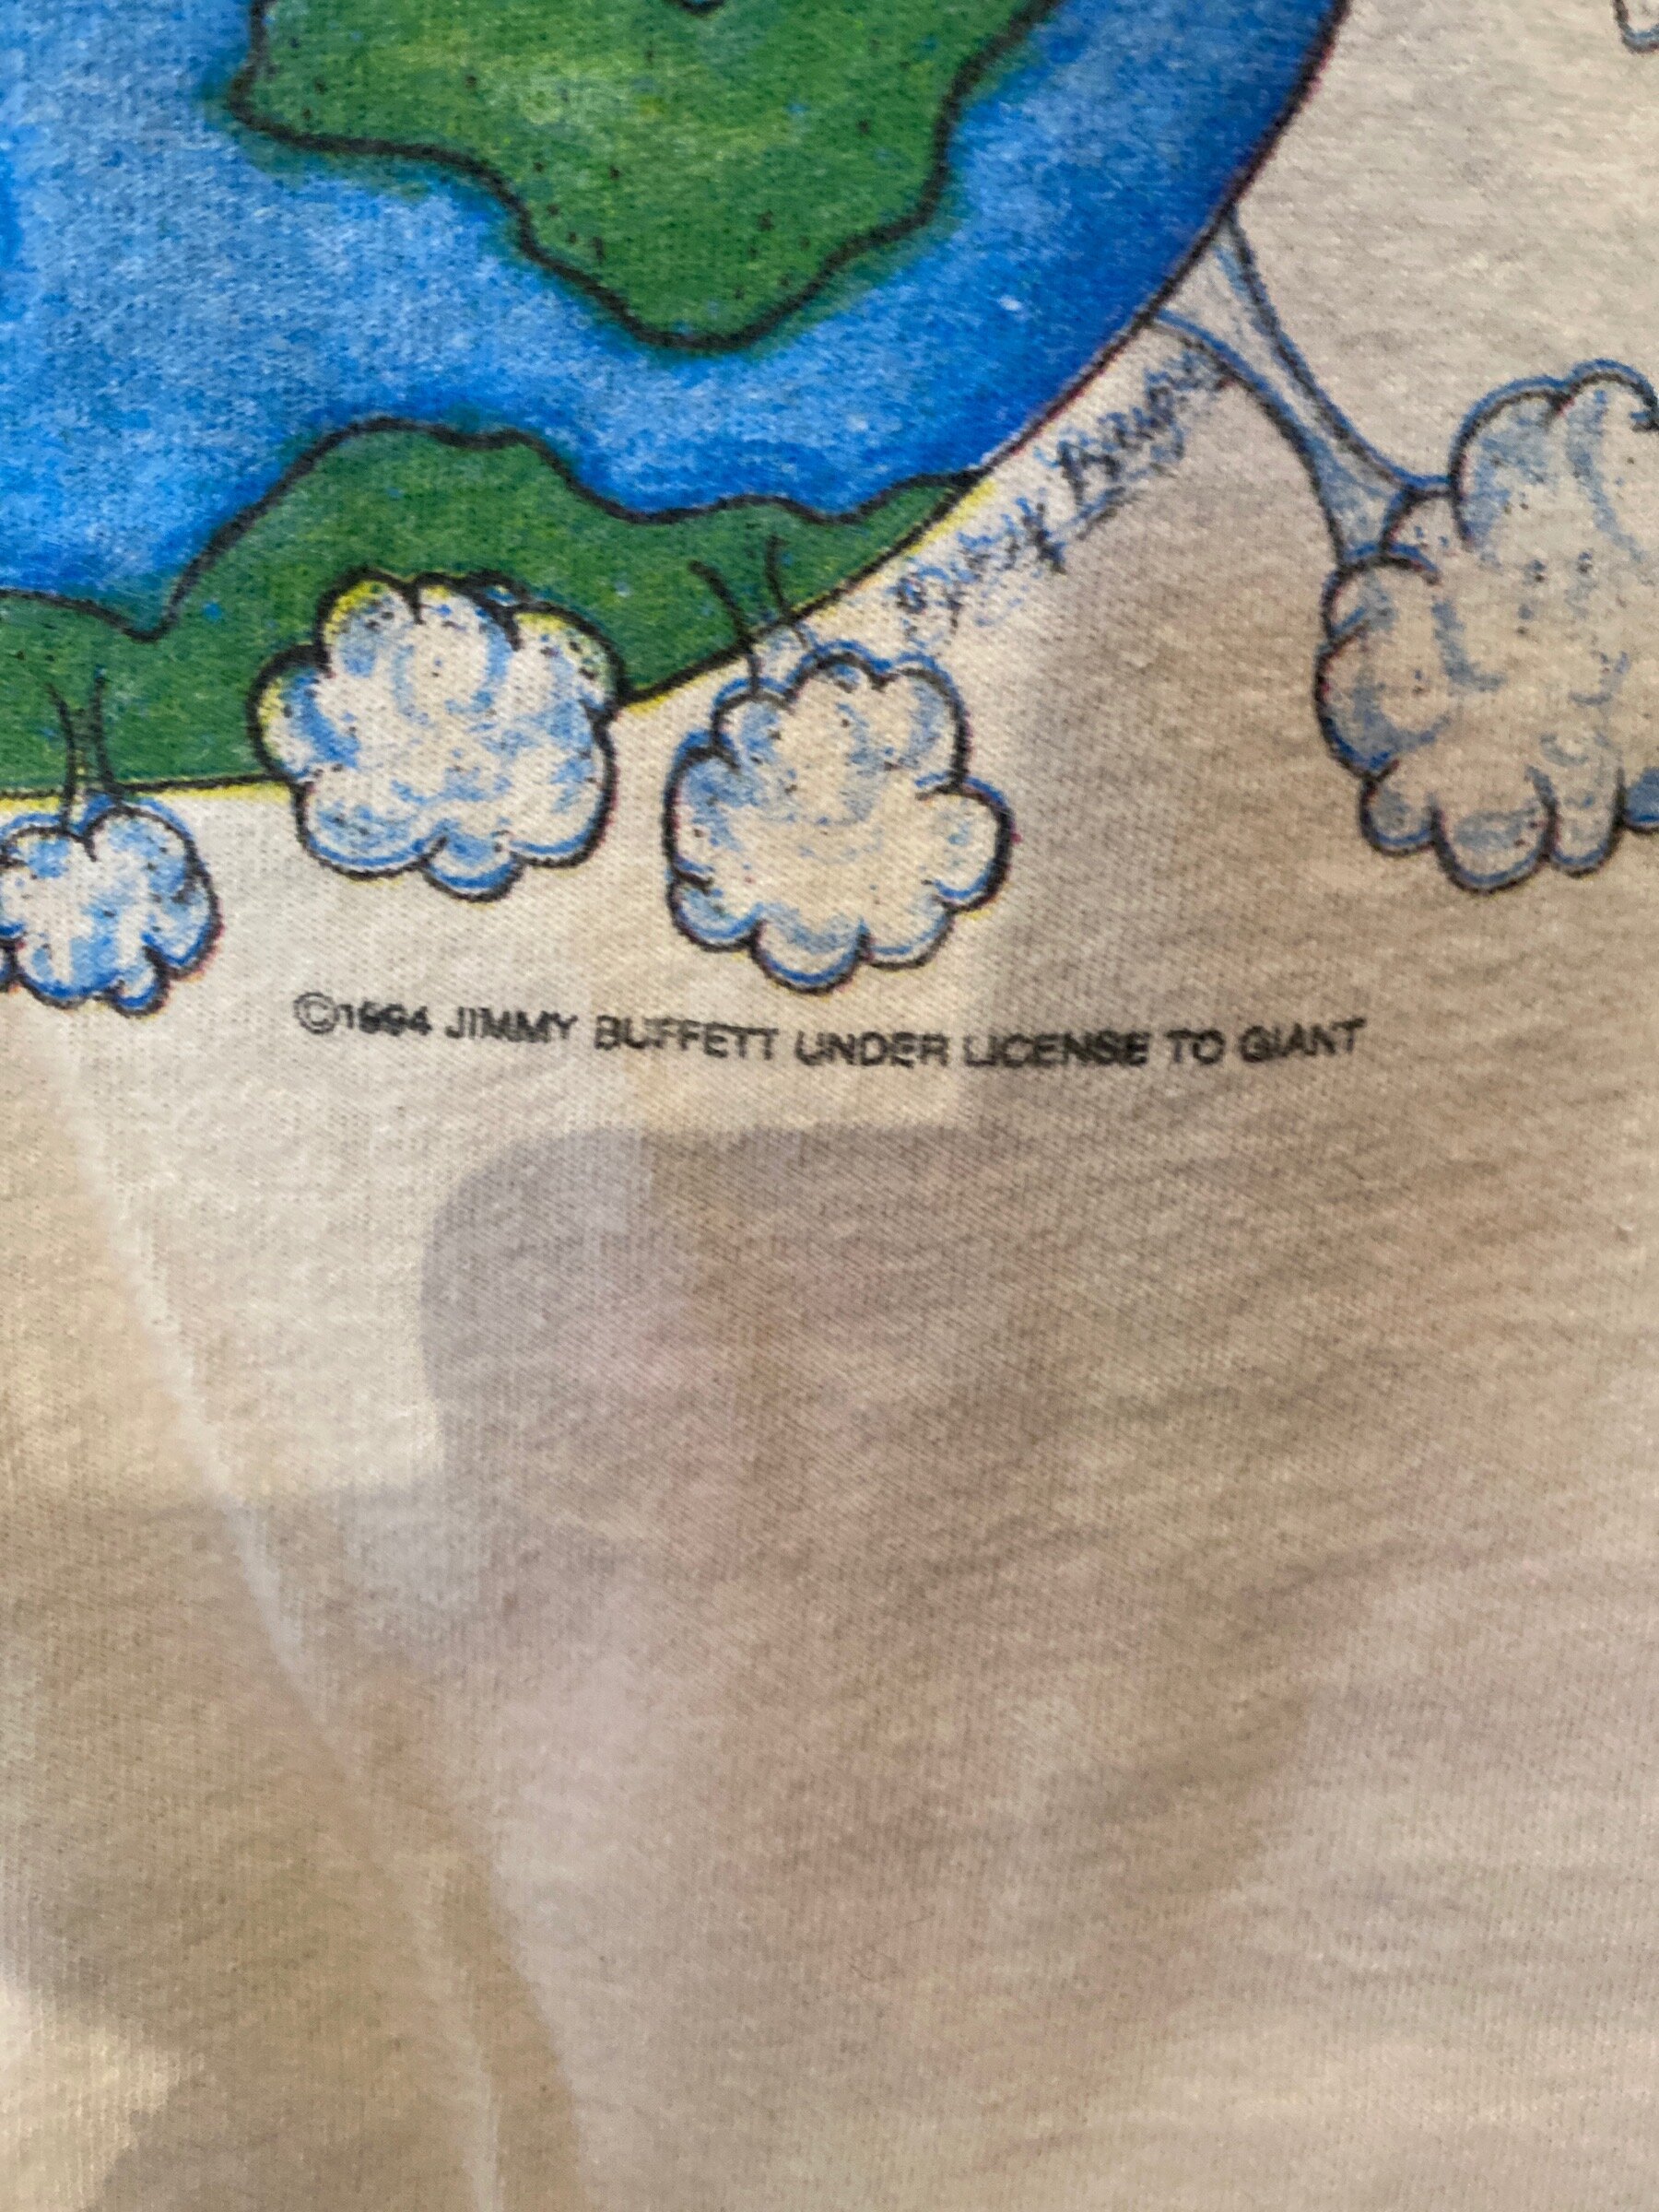 ©1994 JIMMY BUFFETT UNDER LICENSE TO GIANT